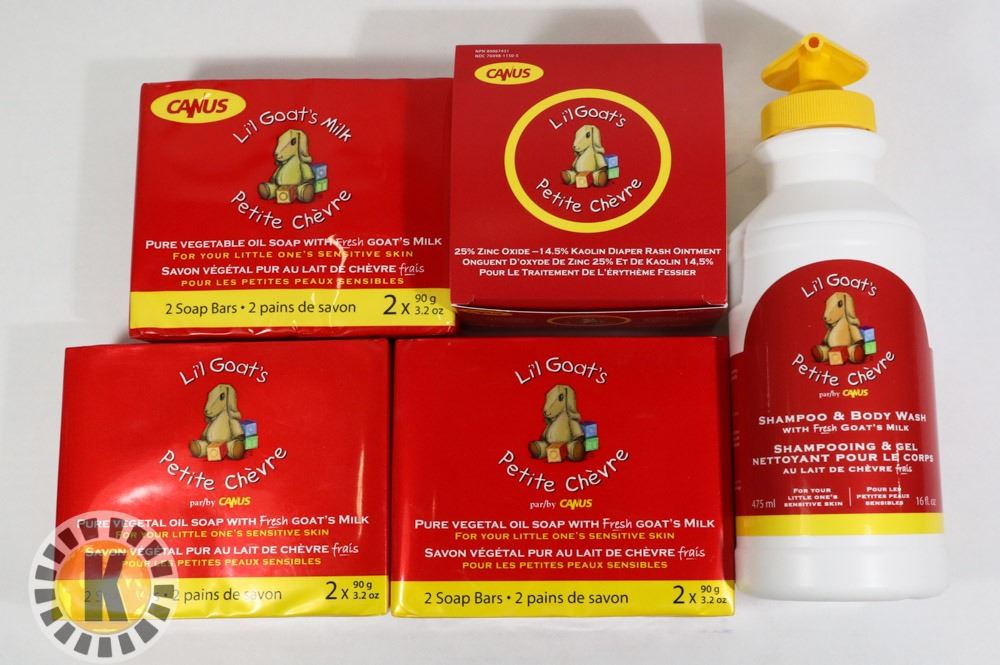 CANUS
Li'l Goat's Milk
Petite Chèvre
PURE VEGETABLE OIL SOAP WITH Fresh GOAT'S MILK
FOR YOUR LITTLE ONE'S SENSITIVE SKIN
SAVON VÉGÉTAL PUR AU LAIT DE CHÈVRE frais
POUR LES PETITES PEAUX SENSIBLES
2 Soap Bars • 2 pains de savon 2 x 90 g 3.2 oz
NPN 80067451
CANUS
Li'l Goat's
Petite Chèvre
25% ZINC OXIDE – 14.5% KAOLIN DIAPER RASH OINTMENT
ONGUENT D'OXYDE DE ZINC 25% ET DE KAOLIN 14,5%
POUR LE TRAITEMENT DE L'ÉRYTHÈME FESSIER
Li'l Goat's
Petite Chèvre
par/by CANUS
SHAMPOO & BODY WASH
WITH Fresh GOAT'S MILK
SHAMPOOING & GEL
NETTOYANT POUR LE CORPS
AU LAIT DE CHÈVRE frais
475 ml
FOR YOUR
LITTLE ONE'S
SENSITIVE SKIN
POUR LES
PETITES PEAUX
SENSIBLES
16 fl. oz
Li'l Goat's
Petite Chèvre
par/by CANUS
PURE VEGETAL OIL SOAP WITH Fresh GOAT'S MILK
FOR YOUR LITTLE ONE'S SENSITIVE SKIN
SAVON VÉGÉTAL PUR AU LAIT DE CHÈVRE frais
POUR LES PETITES PEAUX SENSIBLES
2 • 2 pains de savon 2 x 90 g 3.2 oz
K
Li'l Goat's
Petite Chèvre
par/by CANUS
PURE VEGETAL OIL SOAP WITH Fresh GOAT'S MILK
FOR YOUR LITTLE ONE'S SENSITIVE SKIN
SAVON VÉGÉTAL PUR AU LAIT DE CHÈVRE frais
POUR LES PETITES PEAUX SENSIBLES
2 Soap Bars • 2 pains de savon 2 x 90 g 3.2 oz